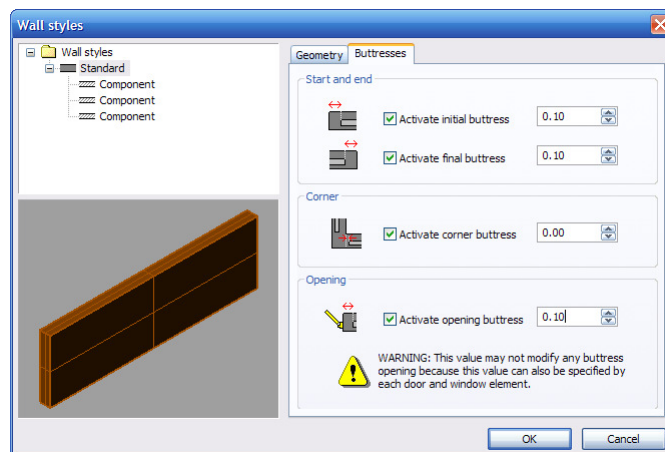 Wall styles
Wall styles
Standard
Component
Component
Component
Geometry
Buttresses
Start and end
Activate initial buttress
0.10
Activate final buttress
0.10
Corner
Activate corner buttress
0.00
Opening
Activate opening buttress
0.10
WARNING: This value may not modify any buttress
opening because this value can also be specified by
each door and window element.
OK
Cancel